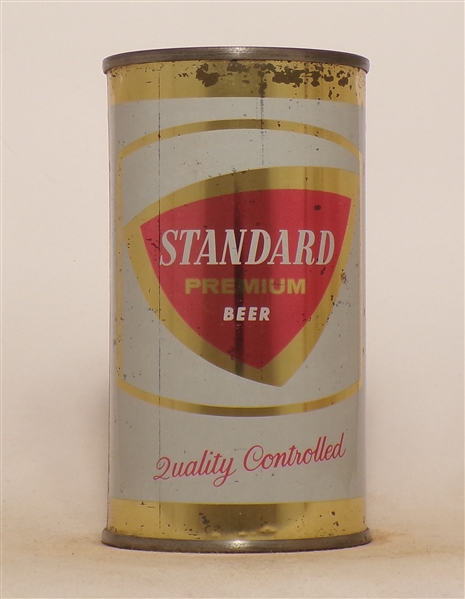 STANDARD
PREMIUM
BEER
Quality Controlled